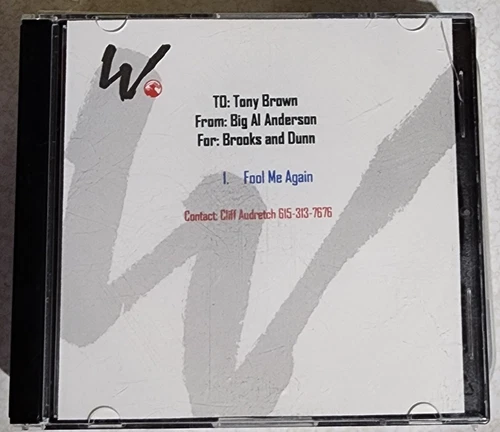 W.
TO: Tony Brown
From: Big Al Anderson
For: Brooks and Dunn
1. Fool Me Again
Contact: Cliff Audretch 615-313-7676